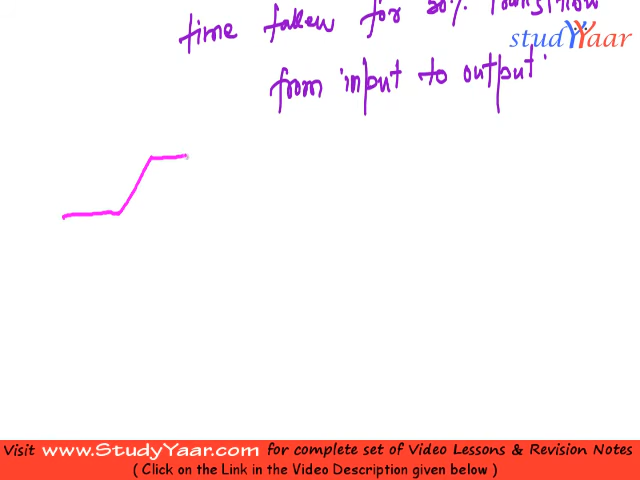 time taken for 50% Transition
studYYaar
from input to output.
Visit www.StudyYaar.com for complete set of Video Lessons & Revision Notes
( Click on the Link in the Video Description given below )